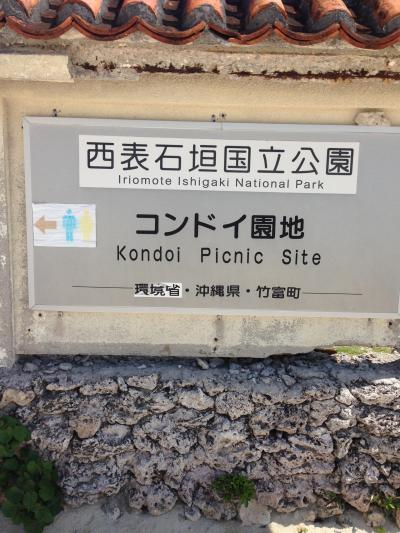 西表石垣国立公園
Iriomote Ishigaki National Park
コンドイ園地
Kondoi Picnic Site
環境省・沖縄県・竹富町